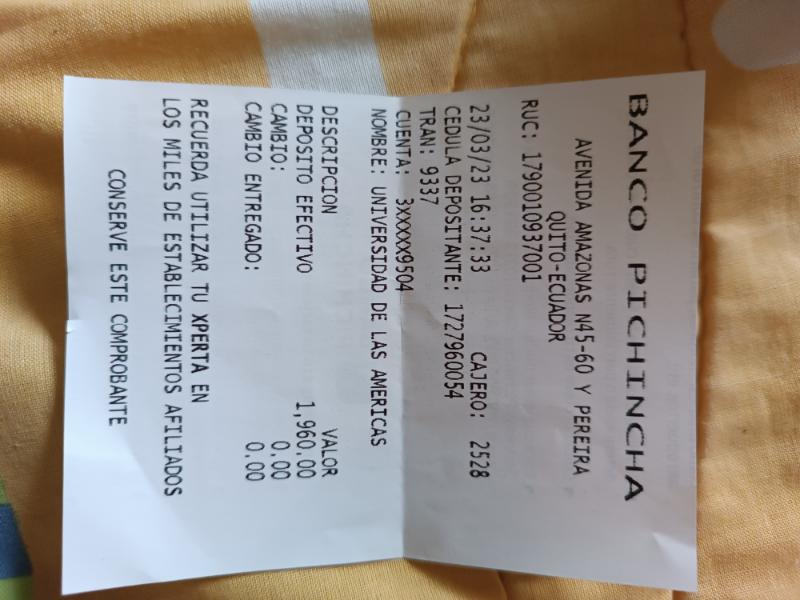 BANCO PICHINCHA
AVENIDA AMAZONAS N45-60 Y PEREIRA
QUITO-ECUADOR
RUC: 1790010937001
23/03/23 16:37:33 CAJERO: 2528
CEDULA DEPOSITANTE: 1727960054
TRAN: 9337
CUENTA: 3xxxxx9504
NOMBRE: UNIVERSIDAD DE LAS AMERICAS
DESCRIPCION VALOR
DEPOSITO EFECTIVO 1,960.00
CAMBIO: 0.00
CAMBIO ENTREGADO: 0.00
RECUERDA UTILIZAR TU XPERTA EN
LOS MILES DE ESTABLECIMIENTOS AFILIADOS
CONSERVE ESTE COMPROBANTE